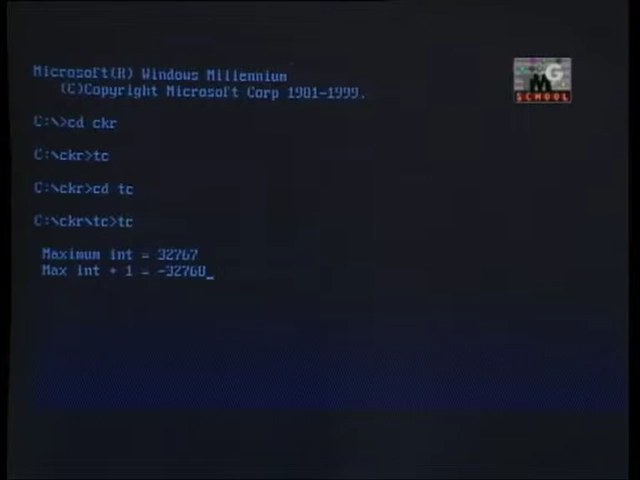 Microsoft(R) Windows Millennium
(C)Copyright Microsoft Corp 1981-1999.
C:\>cd ckr
C:\ckr>tc
C:\ckr>cd tc
C:\ckr\tc>tc
Maximum int = 32767
Max int + 1 = -32768_
MG
SCHOOL